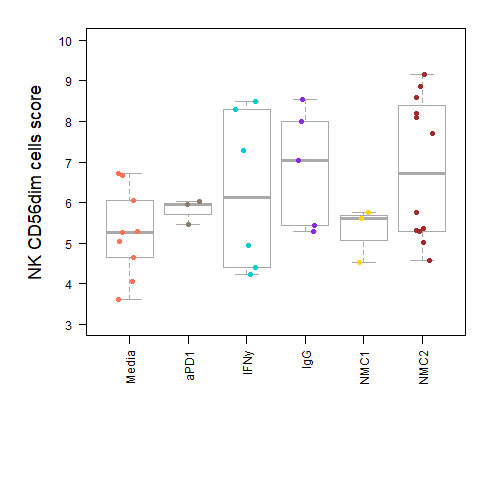 NK CD56dim cells score
10
9
8
7
6
5
4
3
Media
aPD1
IFNy
IgG
NMC1
NMC2